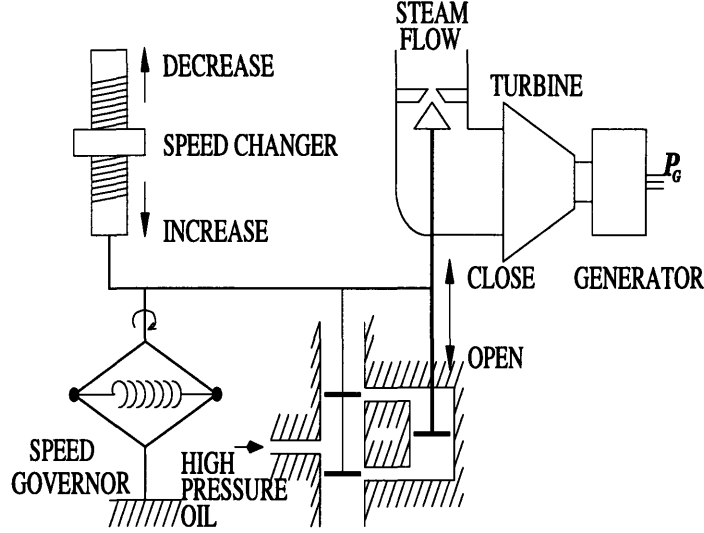 STEAM
FLOW
DECREASE
TURBINE
SPEED CHANGER
P_G
INCREASE
CLOSE
GENERATOR
OPEN
SPEED
GOVERNOR
HIGH
PRESSURE
OIL